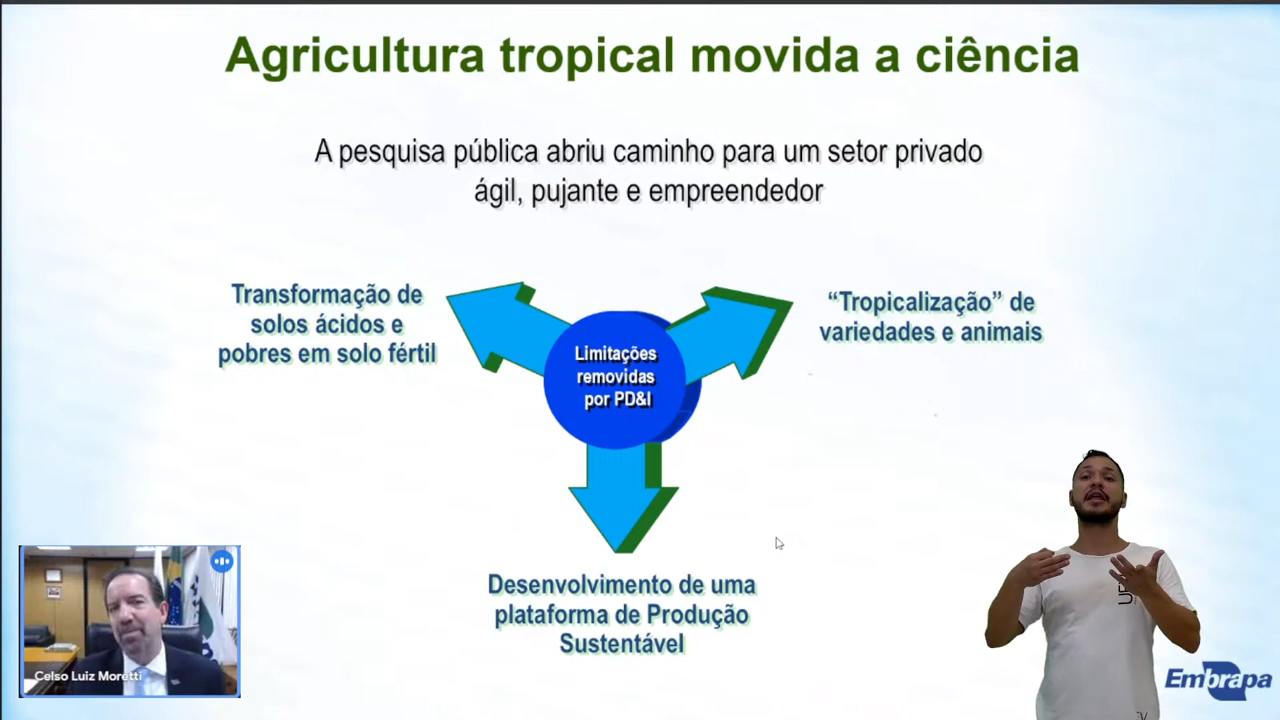 Agricultura tropical movida a ciência
A pesquisa pública abriu caminho para um setor privado
ágil, pujante e empreendedor
Transformação de
solos ácidos e
pobres em solo fértil
“Tropicalização” de
variedades e animais
Limitações
removidas
por PD&I
Desenvolvimento de uma
plataforma de Produção
Sustentável
Celso Luiz Moretti
Embrapa